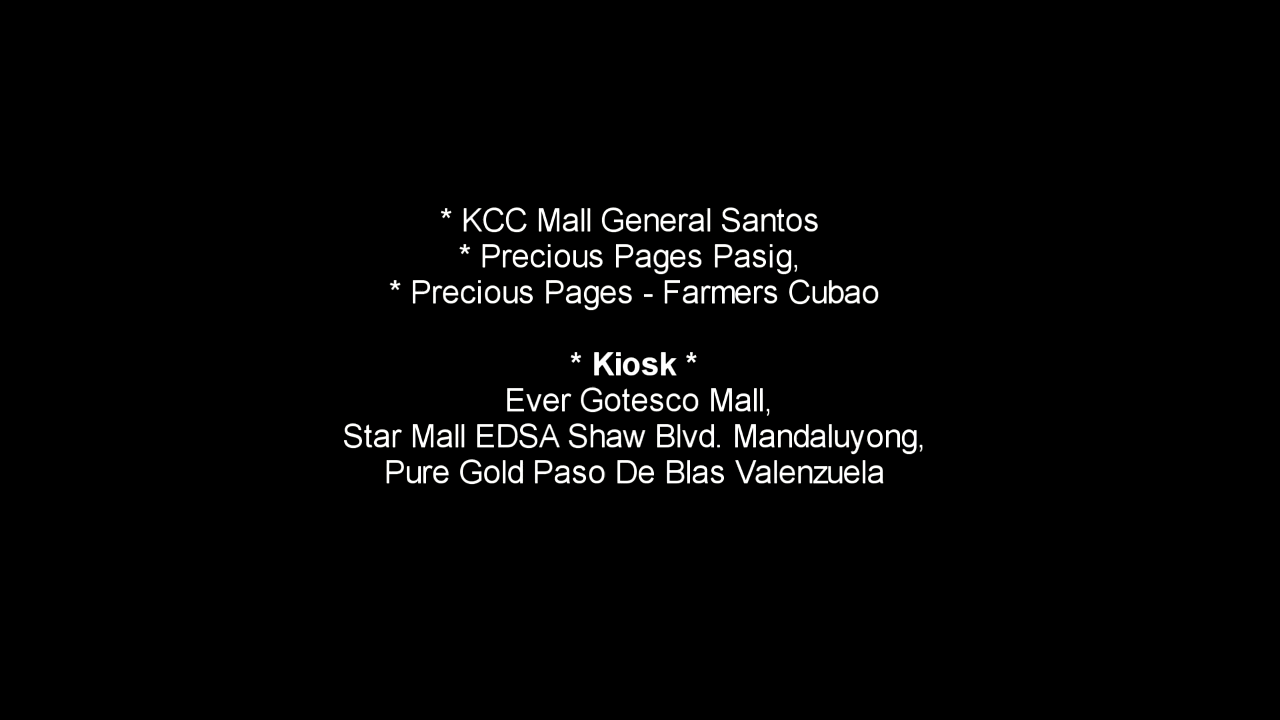 * KCC Mall General Santos
* Precious Pages Pasig,
* Precious Pages - Farmers Cubao
* Kiosk *
Ever Gotesco Mall,
Star Mall EDSA Shaw Blvd. Mandaluyong,
Pure Gold Paso De Blas Valenzuela